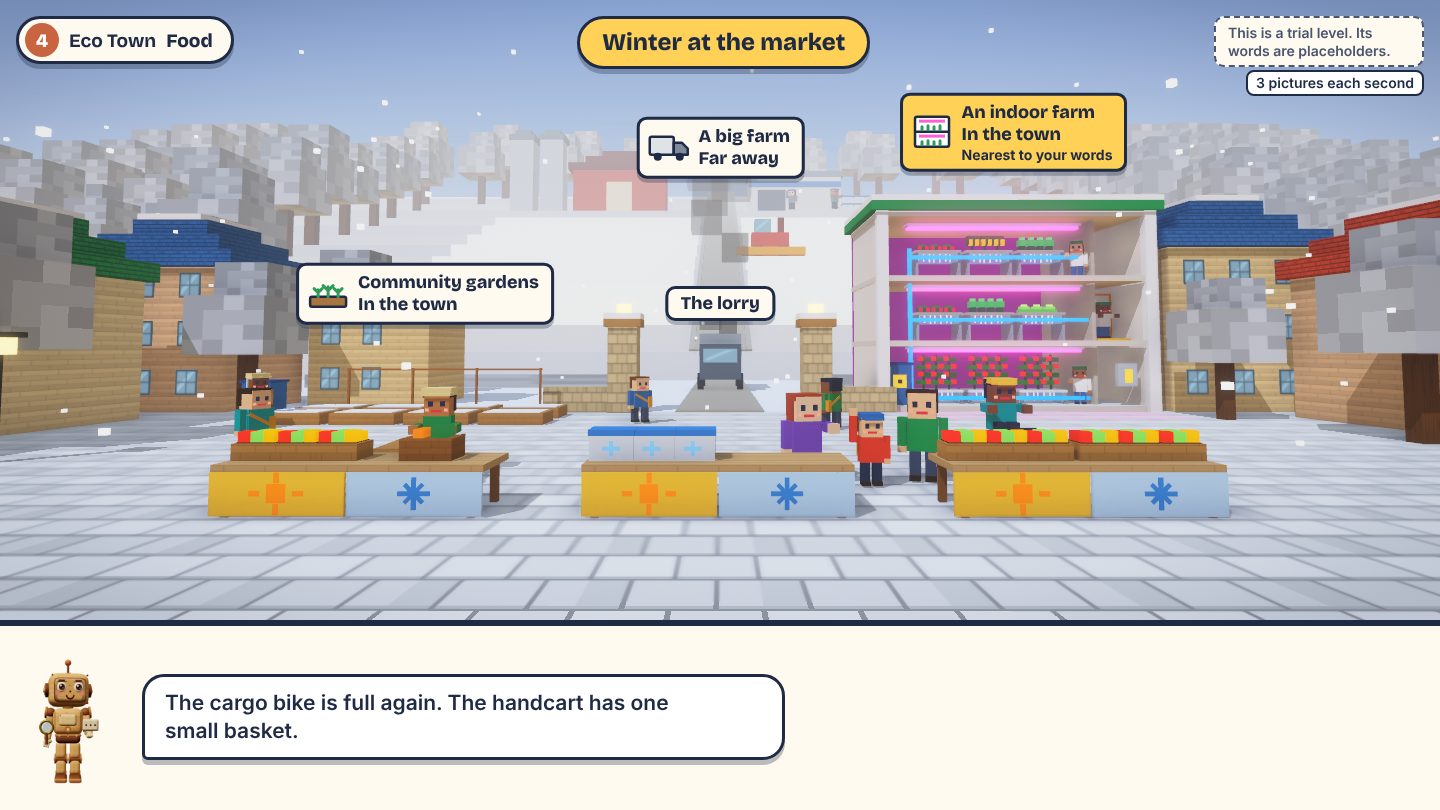 4 Eco Town Food
Winter at the market
This is a trial level. Its
words are placeholders.
3 pictures each second
A big farm
Far away
An indoor farm
In the town
Nearest to your words
Community gardens
In the town
The lorry
The cargo bike is full again. The handcart has one
small basket.